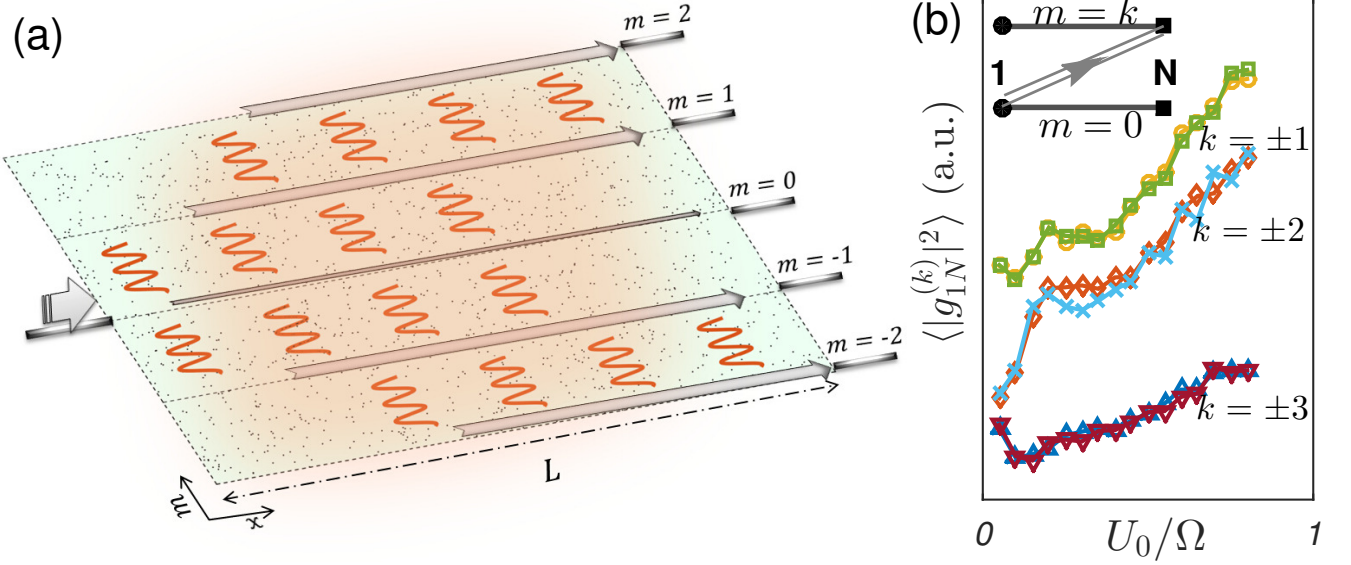 (a)
m = 2
m = 1
m = 0
m = -1
m = -2
L
m
x
(b)
m = k
1 N
m = 0
k = ±1
k = ±2
k = ±3
⟨|g_{1N}^{(k)}|^2⟩ (a.u.)
0 1
U_0/Ω